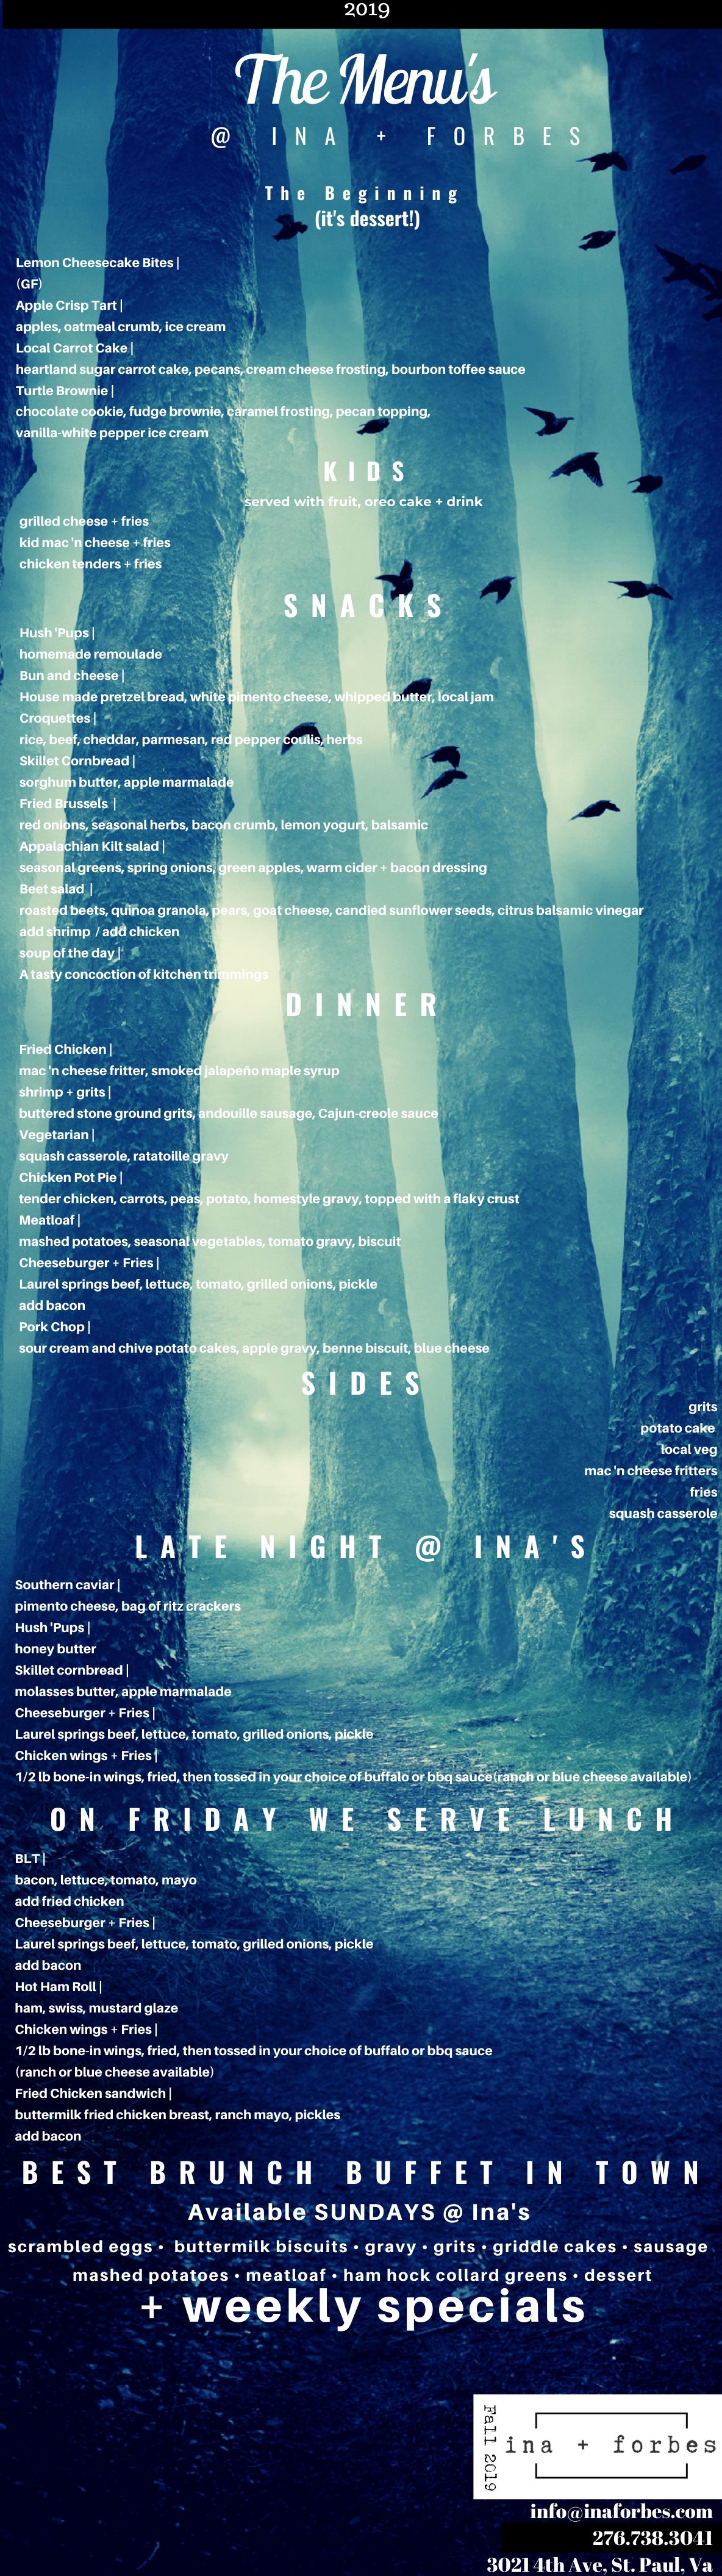 2019
The Menu's
@ INA + FORBES
The Beginning
(it's dessert!)
Lemon Cheesecake Bites |
(GF)
Apple Crisp Tart |
apples, oatmeal crumb, ice cream
Local Carrot Cake |
heartland sugar carrot cake, pecans, cream cheese frosting, bourbon toffee sauce
Turtle Brownie |
chocolate cookie, fudge brownie, caramel frosting, pecan topping,
vanilla-white pepper ice cream
KIDS
served with fruit, oreo cake + drink
grilled cheese + fries
kid mac 'n cheese + fries
chicken tenders + fries
SNACKS
Hush 'Pups |
homemade remoulade
Bun and cheese |
House made pretzel bread, white pimento cheese, whipped butter, local jam
Croquettes |
rice, beef, cheddar, parmesan, red pepper coulis, herbs
Skillet Cornbread |
sorghum butter, apple marmalade
Fried Brussels |
red onions, seasonal herbs, bacon crumb, lemon yogurt, balsamic
Appalachian Kilt salad |
seasonal greens, spring onions, green apples, warm cider + bacon dressing
Beet salad |
roasted beets, quinoa granola, pears, goat cheese, candied sunflower seeds, citrus balsamic vinegar
add shrimp / add chicken
soup of the day |
A tasty concoction of kitchen trimmings
DINNER
Fried Chicken |
mac 'n cheese fritter, smoked jalapeño maple syrup
shrimp + grits |
buttered stone ground grits, andouille sausage, Cajun-creole sauce
Vegetarian |
squash casserole, ratatoille gravy
Chicken Pot Pie |
tender chicken, carrots, peas, potato, homestyle gravy, topped with a flaky crust
Meatloaf |
mashed potatoes, seasonal vegetables, tomato gravy, biscuit
Cheeseburger + Fries |
Laurel springs beef, lettuce, tomato, grilled onions, pickle
add bacon
Pork Chop |
sour cream and chive potato cakes, apple gravy, benne biscuit, blue cheese
SIDES
grits
potato cake
local veg
mac 'n cheese fritters
fries
squash casserole
LATE NIGHT @ INA'S
Southern caviar |
pimento cheese, bag of ritz crackers
Hush 'Pups |
honey butter
Skillet cornbread |
molasses butter, apple marmalade
Cheeseburger + Fries |
Laurel springs beef, lettuce, tomato, grilled onions, pickle
Chicken wings + Fries |
1/2 lb bone-in wings, fried, then tossed in your choice of buffalo or bbq sauce(ranch or blue cheese available)
ON FRIDAY WE SERVE LUNCH
BLT |
bacon, lettuce, tomato, mayo
add fried chicken
Cheeseburger + Fries |
Laurel springs beef, lettuce, tomato, grilled onions, pickle
add bacon
Hot Ham Roll |
ham, swiss, mustard glaze
Chicken wings + Fries |
1/2 lb bone-in wings, fried, then tossed in your choice of buffalo or bbq sauce
(ranch or blue cheese available)
Fried Chicken sandwich |
buttermilk fried chicken breast, ranch mayo, pickles
add bacon
BEST BRUNCH BUFFET IN TOWN
Available SUNDAYS @ Ina's
scrambled eggs • buttermilk biscuits • gravy • grits • griddle cakes • sausage
mashed potatoes • meatloaf • ham hock collard greens • dessert
+ weekly specials
Fall 2019
ina + forbes
info@inaforbes.com
276.738.3041
3021 4th Ave, St. Paul, Va